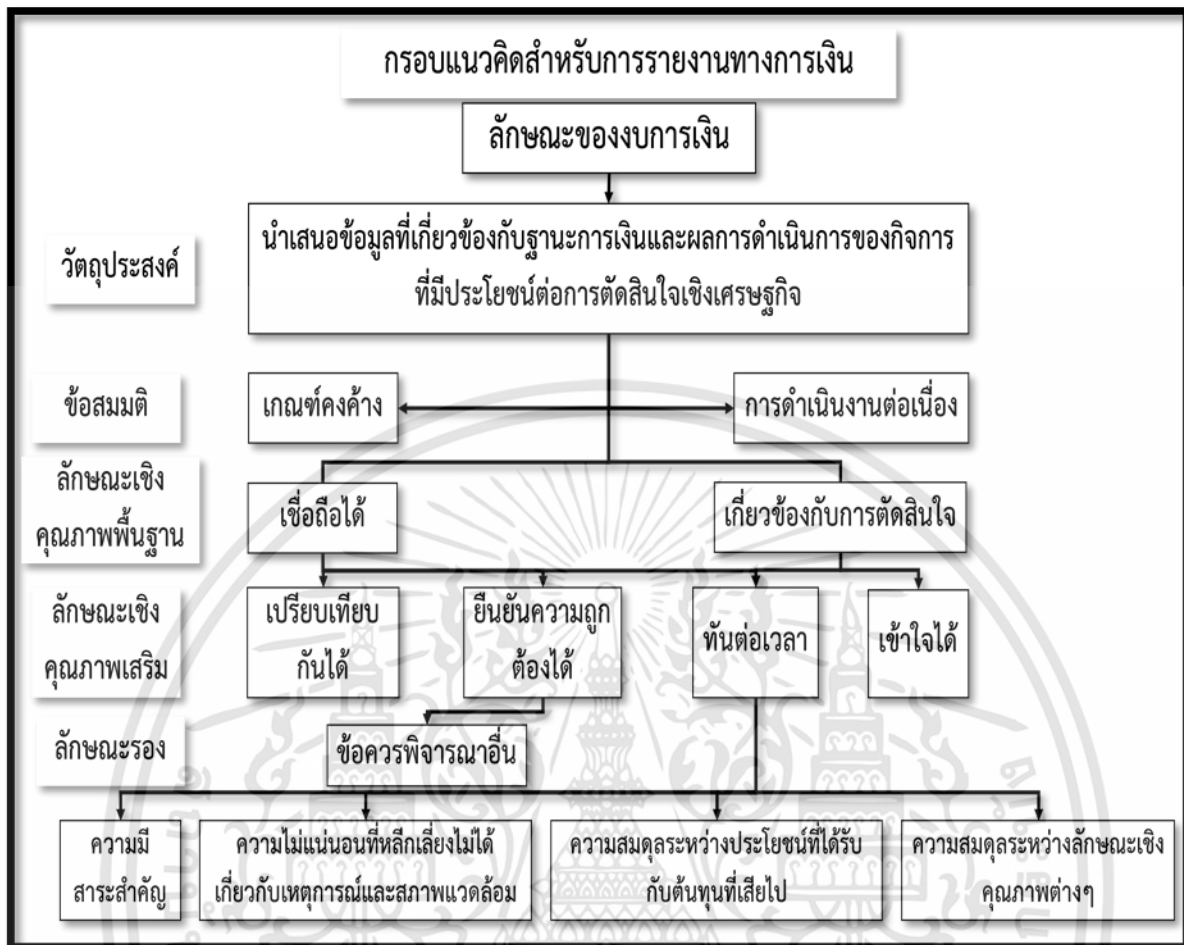 กรอบแนวคิดสำหรับการรายงานทางการเงิน
ลักษณะของงบการเงิน
วัตถุประสงค์
นำเสนอข้อมูลที่เกี่ยวข้องกับฐานะการเงินและผลการดำเนินการของกิจการ
ที่มีประโยชน์ต่อการตัดสินใจเชิงเศรษฐกิจ
ข้อสมมติ
เกณฑ์คงค้าง
การดำเนินงานต่อเนื่อง
ลักษณะเชิง
คุณภาพพื้นฐาน
เชื่อถือได้
เกี่ยวข้องกับการตัดสินใจ
ลักษณะเชิง
คุณภาพเสริม
เปรียบเทียบ
กันได้
ยืนยันความถูก
ต้องได้
ทันต่อเวลา
เข้าใจได้
ลักษณะรอง
ข้อควรพิจารณาอื่น
ความมี
สาระสำคัญ
ความไม่แน่นอนที่หลีกเลี่ยงไม่ได้
เกี่ยวกับเหตุการณ์และสภาพแวดล้อม
ความสมดุลระหว่างประโยชน์ที่ได้รับ
กับต้นทุนที่เสียไป
ความสมดุลระหว่างลักษณะเชิง
คุณภาพต่างๆ